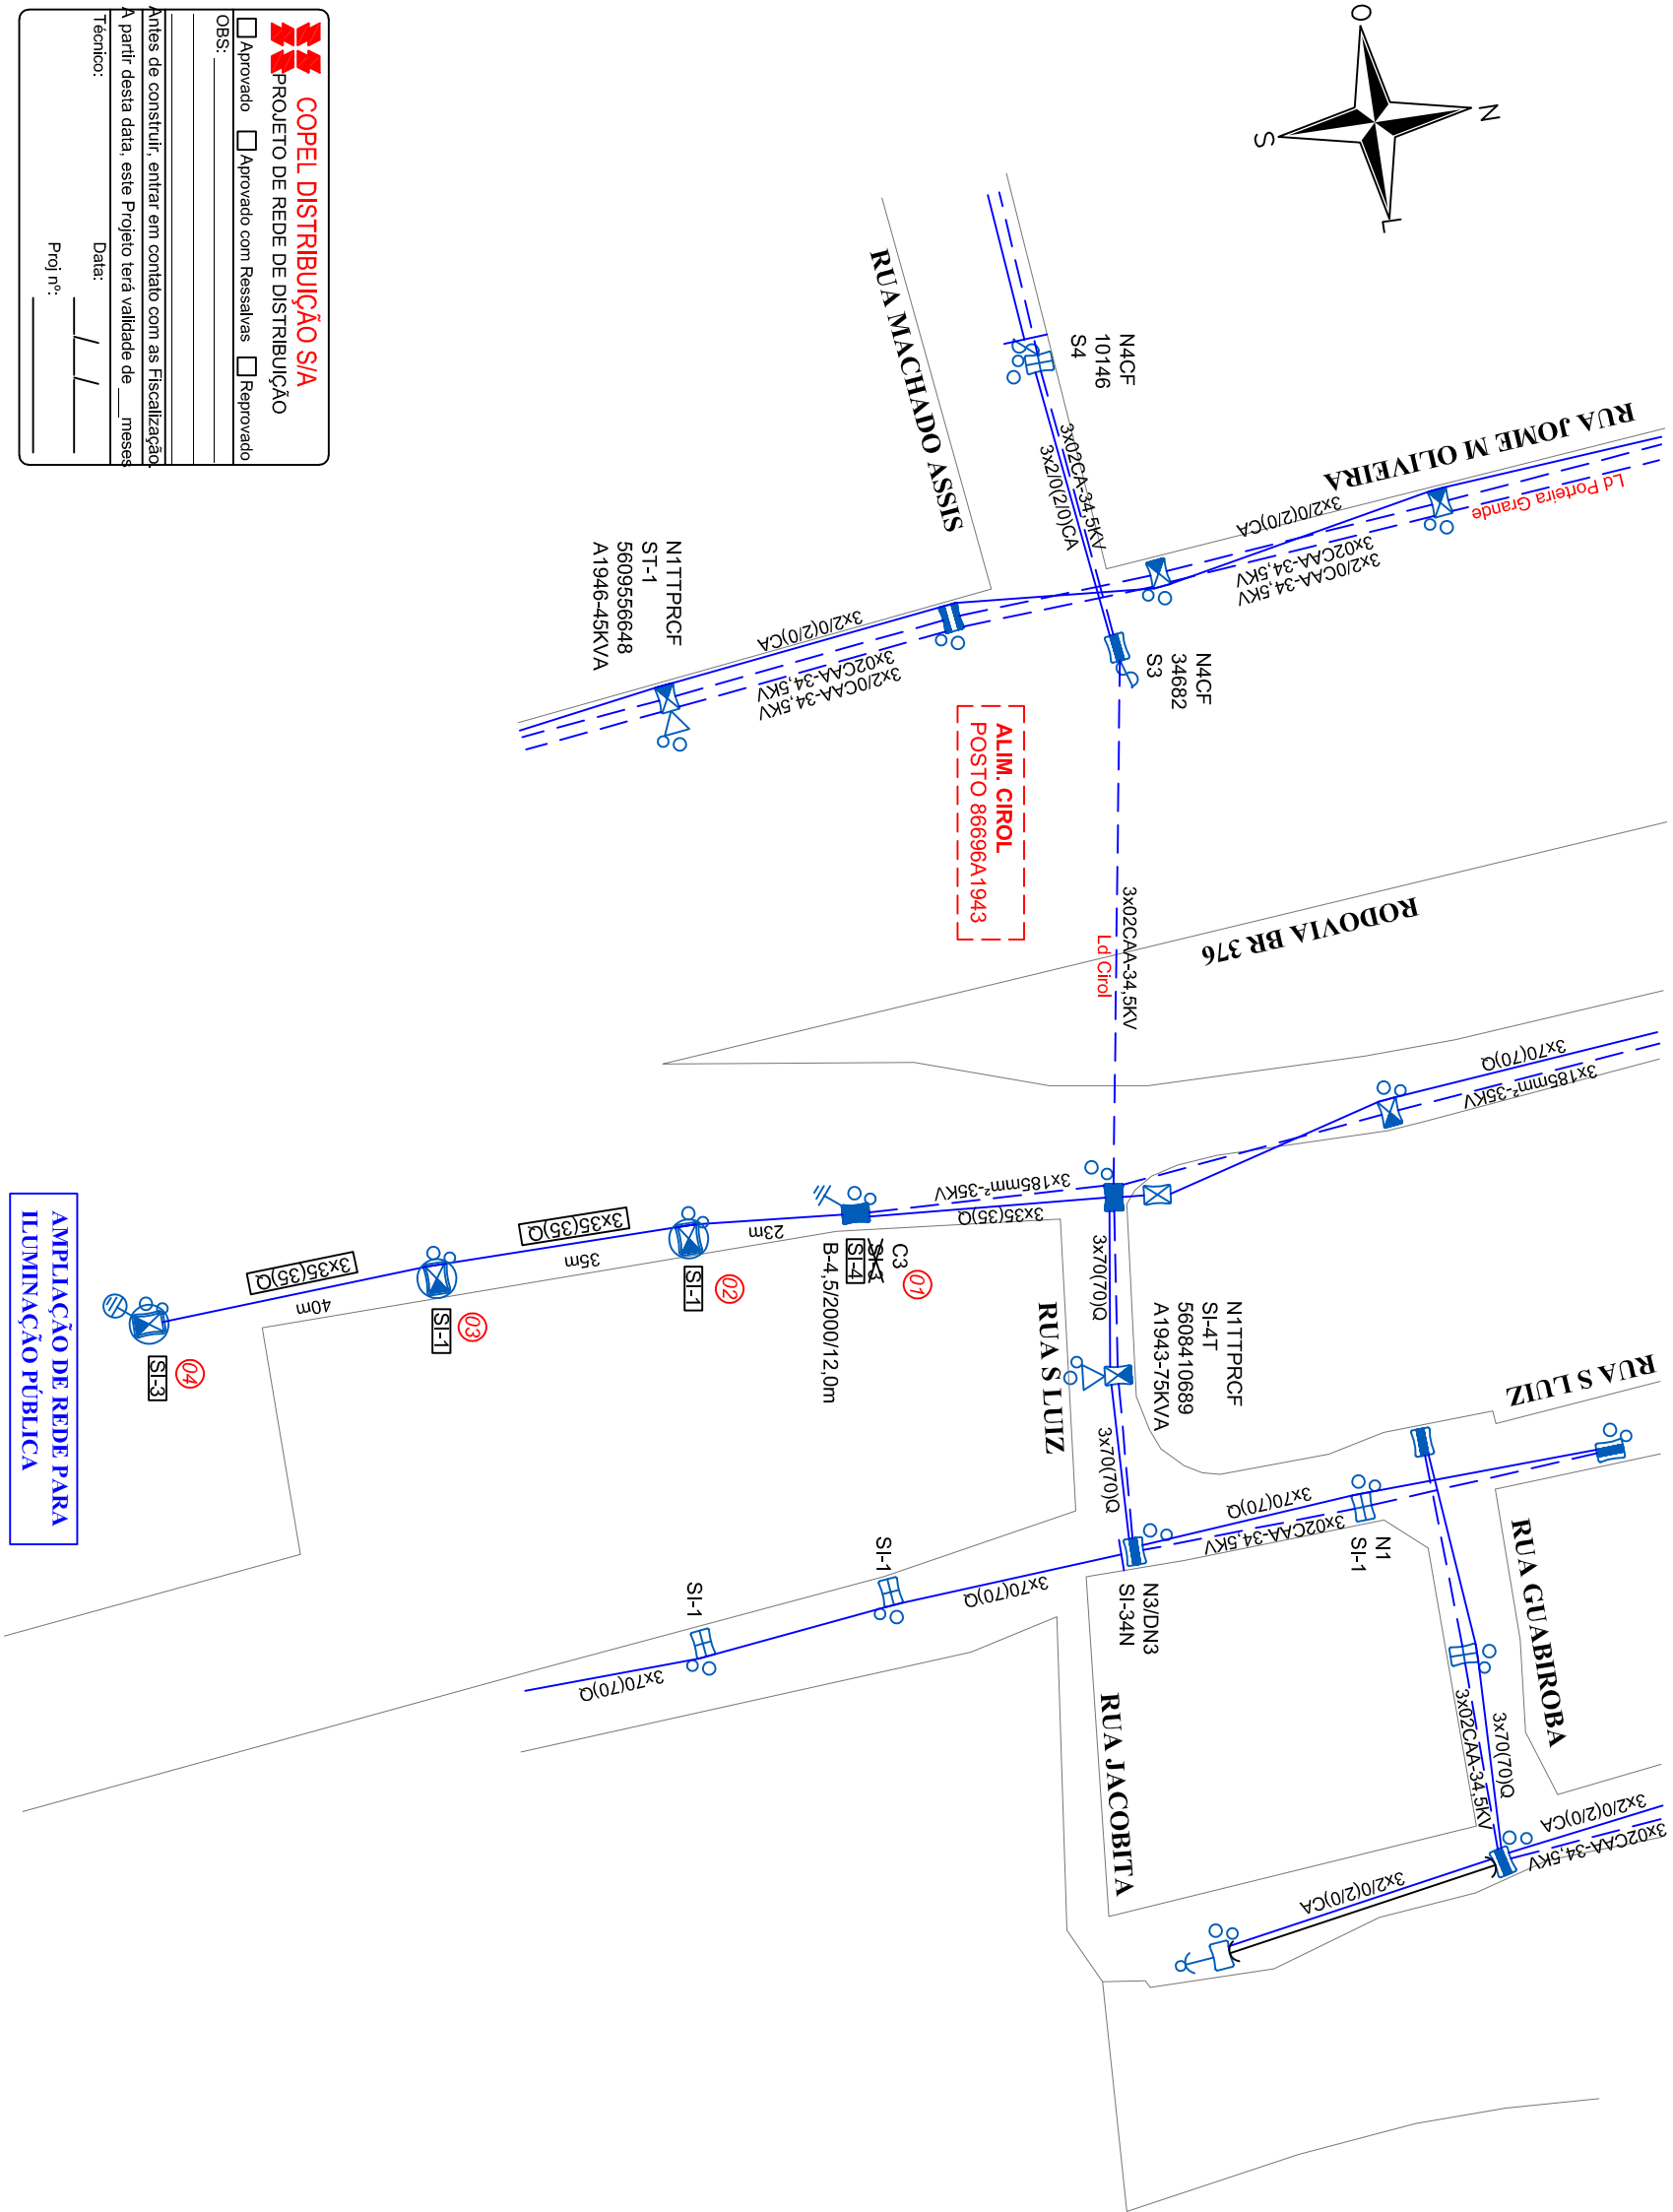 COPEL DISTRIBUIÇÃO S/A
PROJETO DE REDE DE DISTRIBUIÇÃO
Aprovado Aprovado com Ressalvas Reprovado
OBS:
Antes de construir, entrar em contato com as Fiscalização.
A partir desta data, este Projeto terá validade de ___ meses
Técnico: Data: __/__/__
Proj nº:
O
N
S
L
RUA MACHADO ASSIS
N4CF
10146
S4
3x02CA-34,5KV
3x2/0(2/0)CA
RUA JOME M OLIVEIRA
Ld Porteira Grande
3x2/0(2/0)CA
3x02CAA-34,5KV
3x2/0CAA-34,5KV
N4CF
34682
S3
N1TTPRCF
ST-1
5609556648
A1946-45KVA
3x2/0(2/0)CA
3x02CAA-34,5KV
3x2/0CAA-34,5KV
ALIM. CIROL
POSTO 86696A1943
3x02CAA-34,5KV
Ld Cirol
RODOVIA BR 376
3x70(70)Q
3x185mm²-35KV
3x185mm²-35KV
3x35(35)Q
C3
SI-3
SI-4
B-4,5/2000/12,0m
01
23m
SI-1
02
3x35(35)Q
35m
SI-1
03
3x35(35)Q
40m
SI-3
04
RUA S LUIZ
3x70(70)Q
N1TTPRCF
SI-4T
5608410689
A1943-75KVA
3x70(70)Q
RUA S LUIZ
3x70(70)Q
3x02CAA-34,5KV
N1
SI-1
N3/DN3
SI-34N
3x70(70)Q
SI-1
SI-1
3x70(70)Q
RUA GUABIROBA
3x70(70)Q
3x02CAA-34,5KV
RUA JACOBITA
3x2/0(2/0)CA
3x02CAA-34,5KV
3x2/0(2/0)CA
AMPLIAÇÃO DE REDE PARA
ILUMINAÇÃO PÚBLICA